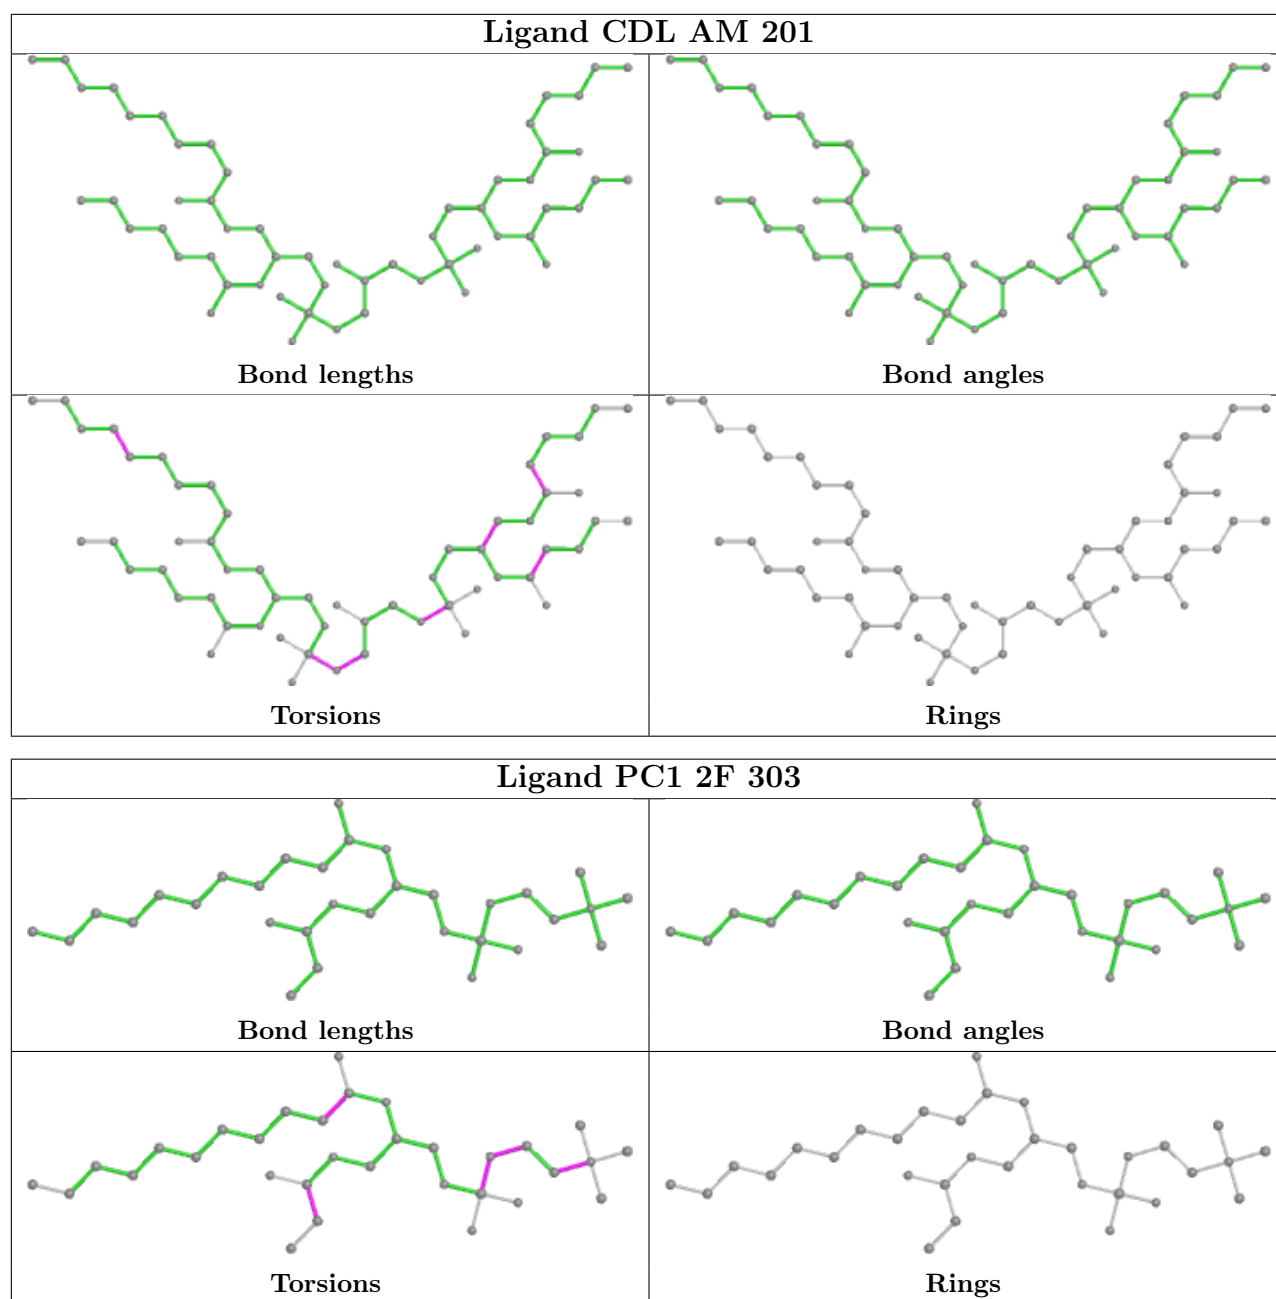 Ligand CDL AM 201
Bond lengths
Bond angles
Torsions
Rings
Ligand PC1 2F 303
Bond lengths
Bond angles
Torsions
Rings